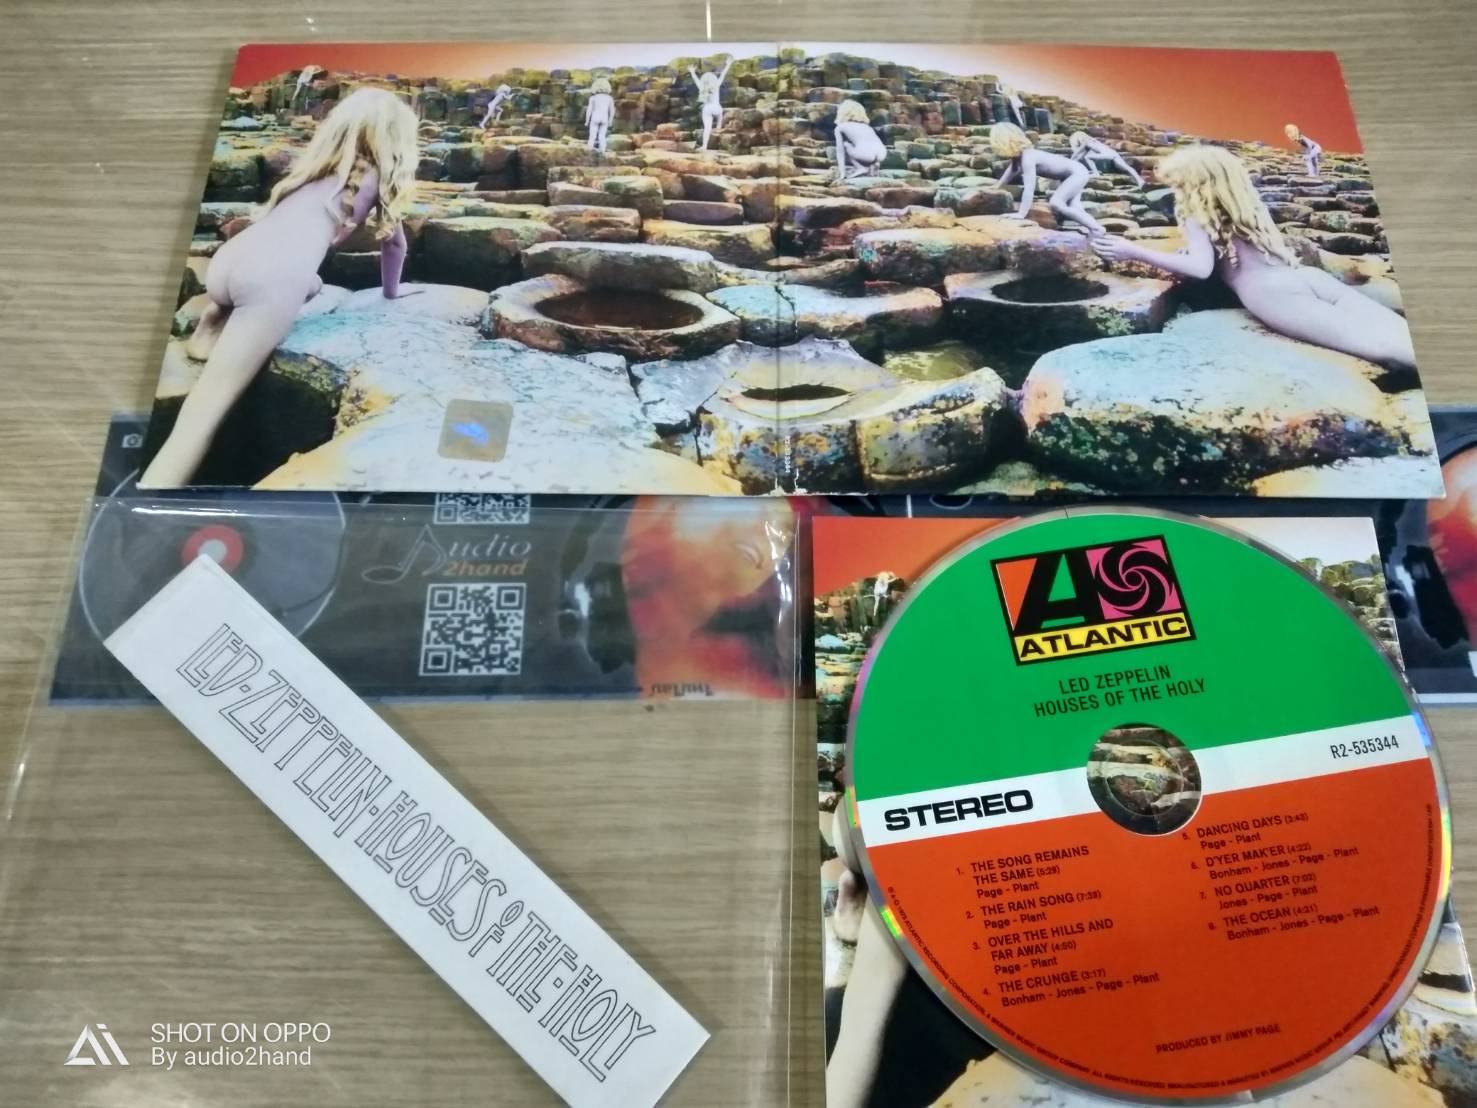 Audio
2hand
LED·ZEPPELIN·HOUSES OF THE·HOLY
ATLANTIC
LED ZEPPELIN
HOUSES OF THE HOLY
R2-535344
STEREO
1. THE SONG REMAINS
THE SAME (5:29)
Page - Plant
2. THE RAIN SONG (7:39)
Page - Plant
3. OVER THE HILLS AND
FAR AWAY (4:50)
Page - Plant
4. THE CRUNGE (3:17)
Bonham - Jones - Page - Plant
5. DANCING DAYS (3:43)
Page - Plant
6. D'YER MAK'ER (4:22)
Bonham - Jones - Page - Plant
7. NO QUARTER (7:02)
Jones - Page - Plant
8. THE OCEAN (4:31)
Bonham - Jones - Page - Plant
PRODUCED BY JIMMY PAGE
SHOT ON OPPO
By audio2hand